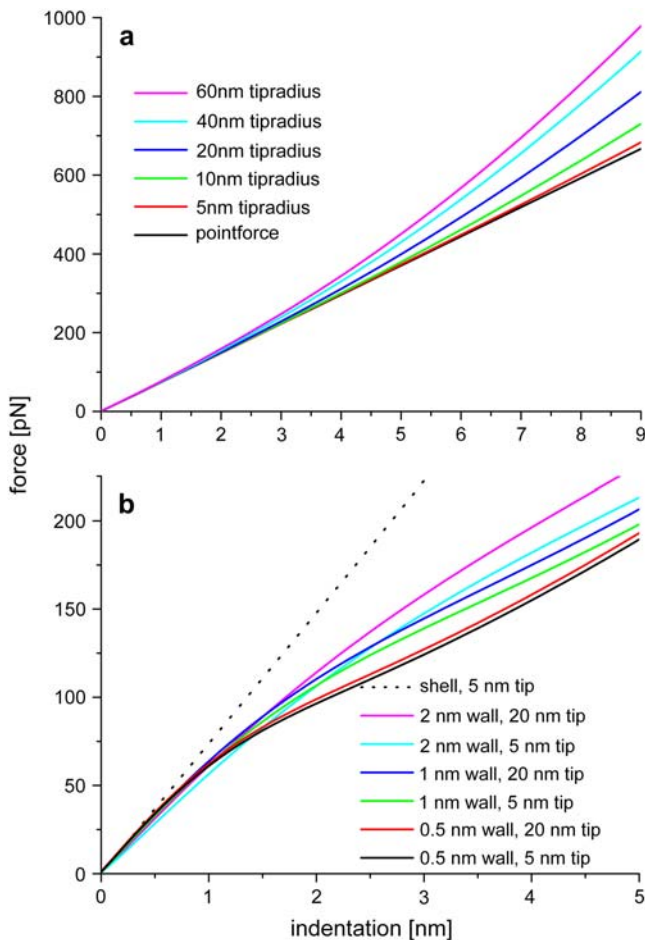 a
60nm tipradius
40nm tipradius
20nm tipradius
10nm tipradius
5nm tipradius
pointforce
1000
800
600
400
200
0
0 1 2 3 4 5 6 7 8 9
force [pN]
b
shell, 5 nm tip
2 nm wall, 20 nm tip
2 nm wall, 5 nm tip
1 nm wall, 20 nm tip
1 nm wall, 5 nm tip
0.5 nm wall, 20 nm tip
0.5 nm wall, 5 nm tip
200
150
100
50
0
0 1 2 3 4 5
indentation [nm]